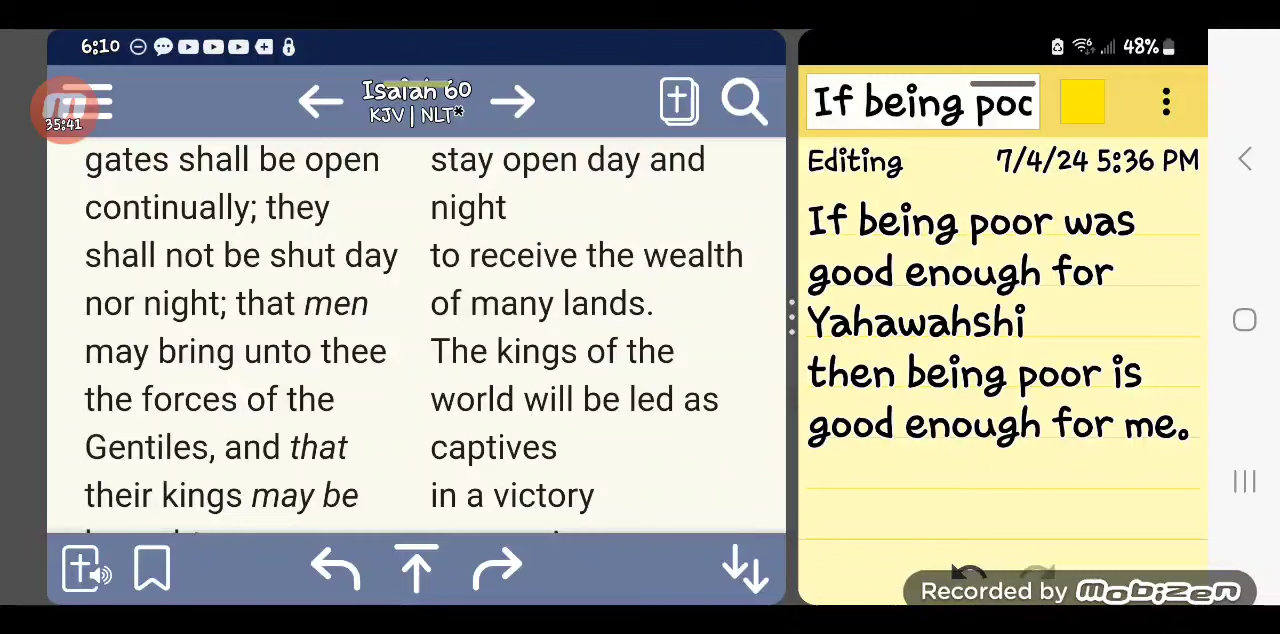 6:10
48%
35:41
Isaiah 60
KJV | NLT*
gates shall be open
continually; they
shall not be shut day
nor night; that men
may bring unto thee
the forces of the
Gentiles, and that
their kings may be
stay open day and
night
to receive the wealth
of many lands.
The kings of the
world will be led as
captives
in a victory
If being poo
Editing 7/4/24 5:36 PM
If being poor was
good enough for
Yahawahshi
then being poor is
good enough for me.
Recorded by Mobizen